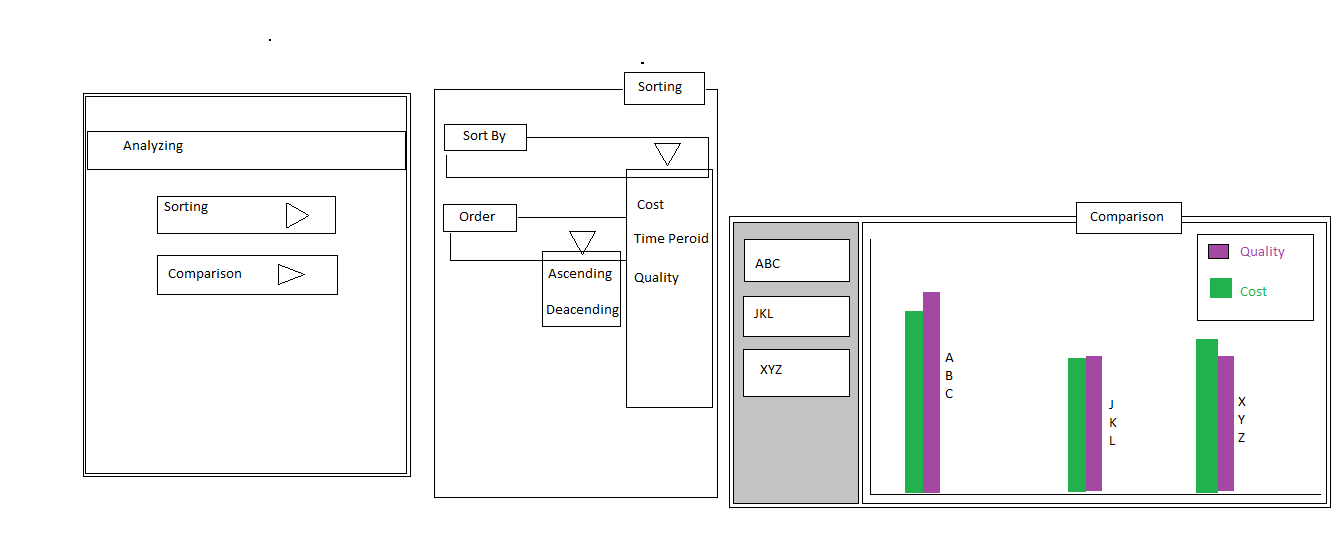 Analyzing
Sorting
Comparison
Sorting
Sort By
Cost
Time Peroid
Quality
Order
Ascending
Deacending
Comparison
ABC
JKL
XYZ
Quality
Cost
A
B
C
J
K
L
X
Y
Z